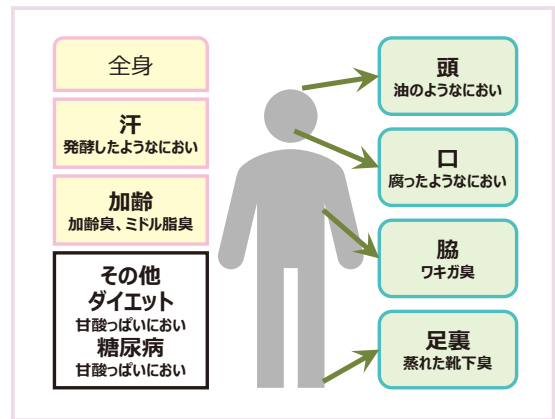 全身
汗
発酵したようなにおい
加齢
加齢臭、ミドル脂臭
その他
ダイエット
甘酸っぱいにおい
糖尿病
甘酸っぱいにおい
頭
油のようなにおい
口
腐ったようなにおい
脇
ワキガ臭
足裏
蒸れた靴下臭